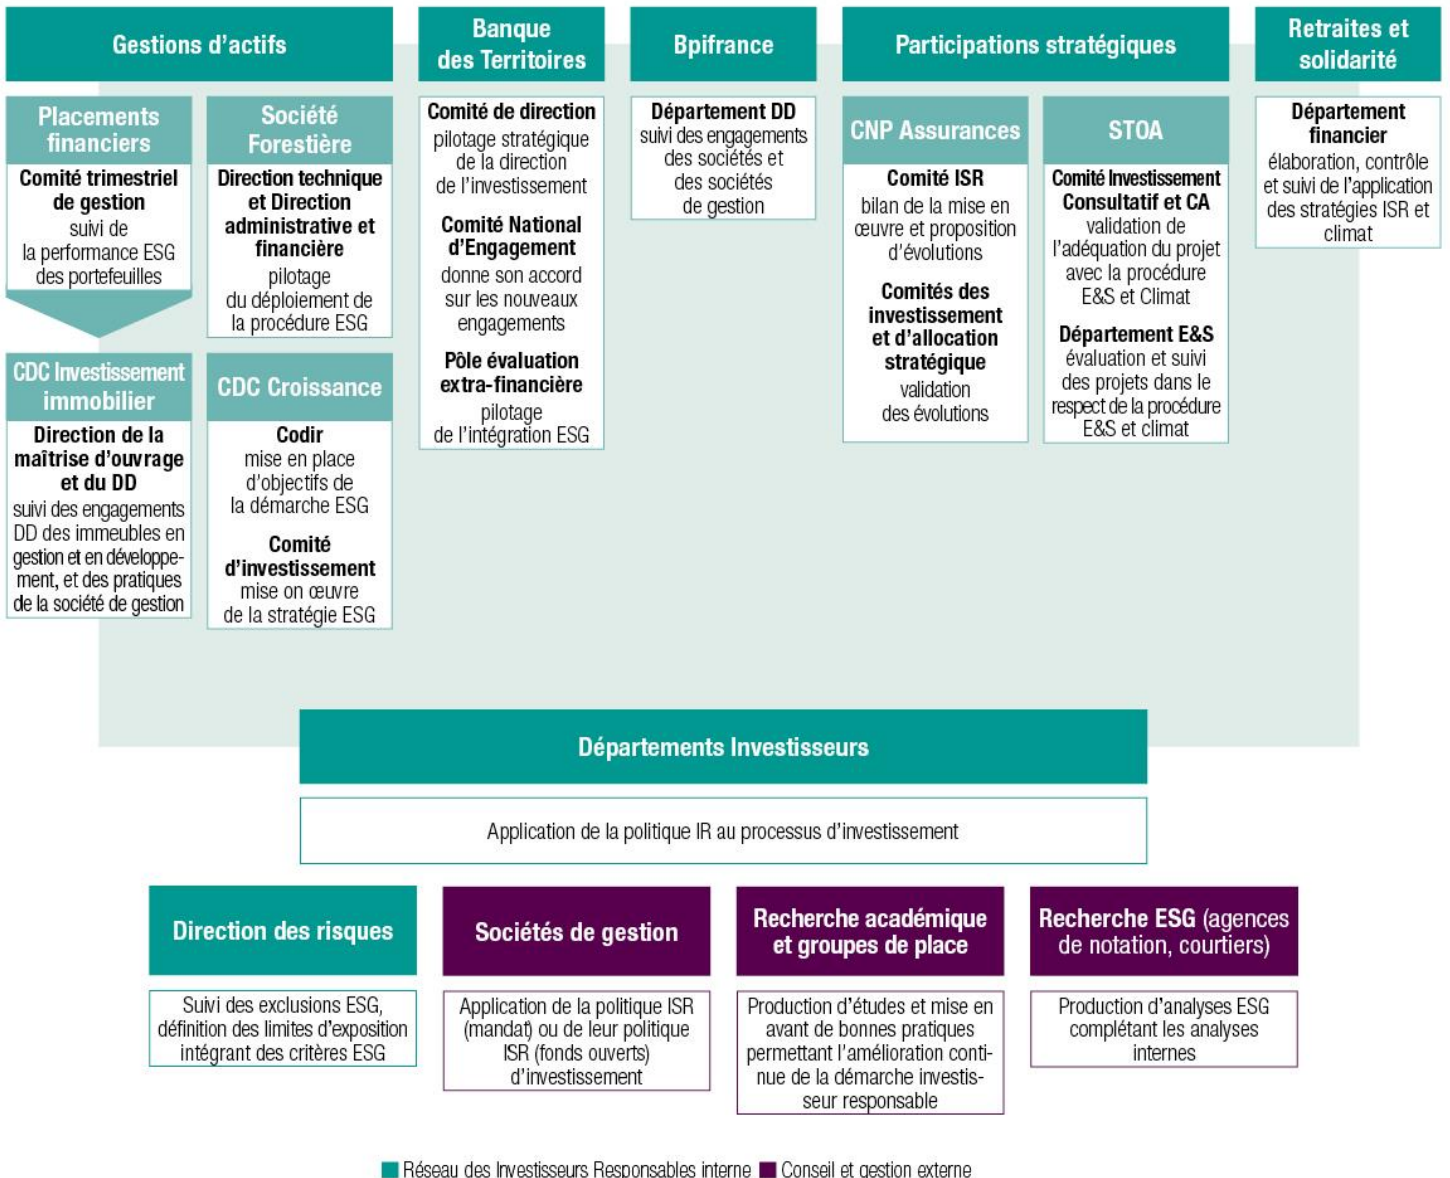 Gestions d'actifs
Placements
financiers
Comité trimestriel
de gestion
suivi de
la performance ESG
des portefeuilles
Société
Forestière
Direction technique
et Direction
administrative et
financière
pilotage
du déploiement de
la procédure ESG
CDC Investissement
immobilier
Direction de la
maîtrise d'ouvrage
et du DD
suivi des engagements
DD des immeubles en
gestion et en développe-
ment, et des pratiques
de la société de gestion
CDC Croissance
Codir
mise en place
d'objectifs de
la démarche ESG
Comité
d'investissement
mise on œuvre
de la stratégie ESG
Banque
des Territoires
Comité de direction
pilotage stratégique
de la direction
de l'investissement
Comité National
d'Engagement
donne son accord
sur les nouveaux
engagements
Pôle évaluation
extra-financière
pilotage
de l'intégration ESG
Bpifrance
Département DD
suivi des engagements
des sociétés et
des sociétés
de gestion
Participations stratégiques
CNP Assurances
Comité ISR
bilan de la mise en
œuvre et proposition
d'évolutions
Comités des
investissement
et d'allocation
stratégique
validation
des évolutions
STOA
Comité Investissement
Consultatif et CA
validation de
l'adéquation du projet
avec la procédure
E&S et Climat
Département E&S
évaluation et suivi
des projets dans le
respect de la procédure
E&S et climat
Retraites et
solidarité
Département
financier
élaboration, contrôle
et suivi de l'application
des stratégies ISR et
climat
Départements Investisseurs
Application de la politique IR au processus d'investissement
Direction des risques
Suivi des exclusions ESG,
définition des limites d'exposition
intégrant des critères ESG
Sociétés de gestion
Application de la politique ISR
(mandat) ou de leur politique
ISR (fonds ouverts)
d'investissement
Recherche académique
et groupes de place
Production d'études et mise en
avant de bonnes pratiques
permettant l'amélioration conti-
nue de la démarche investis-
seur responsable
Recherche ESG (agences
de notation, courtiers)
Production d'analyses ESG
complétant les analyses
internes
Réseau des Investisseurs Responsables interne
Conseil et gestion externe